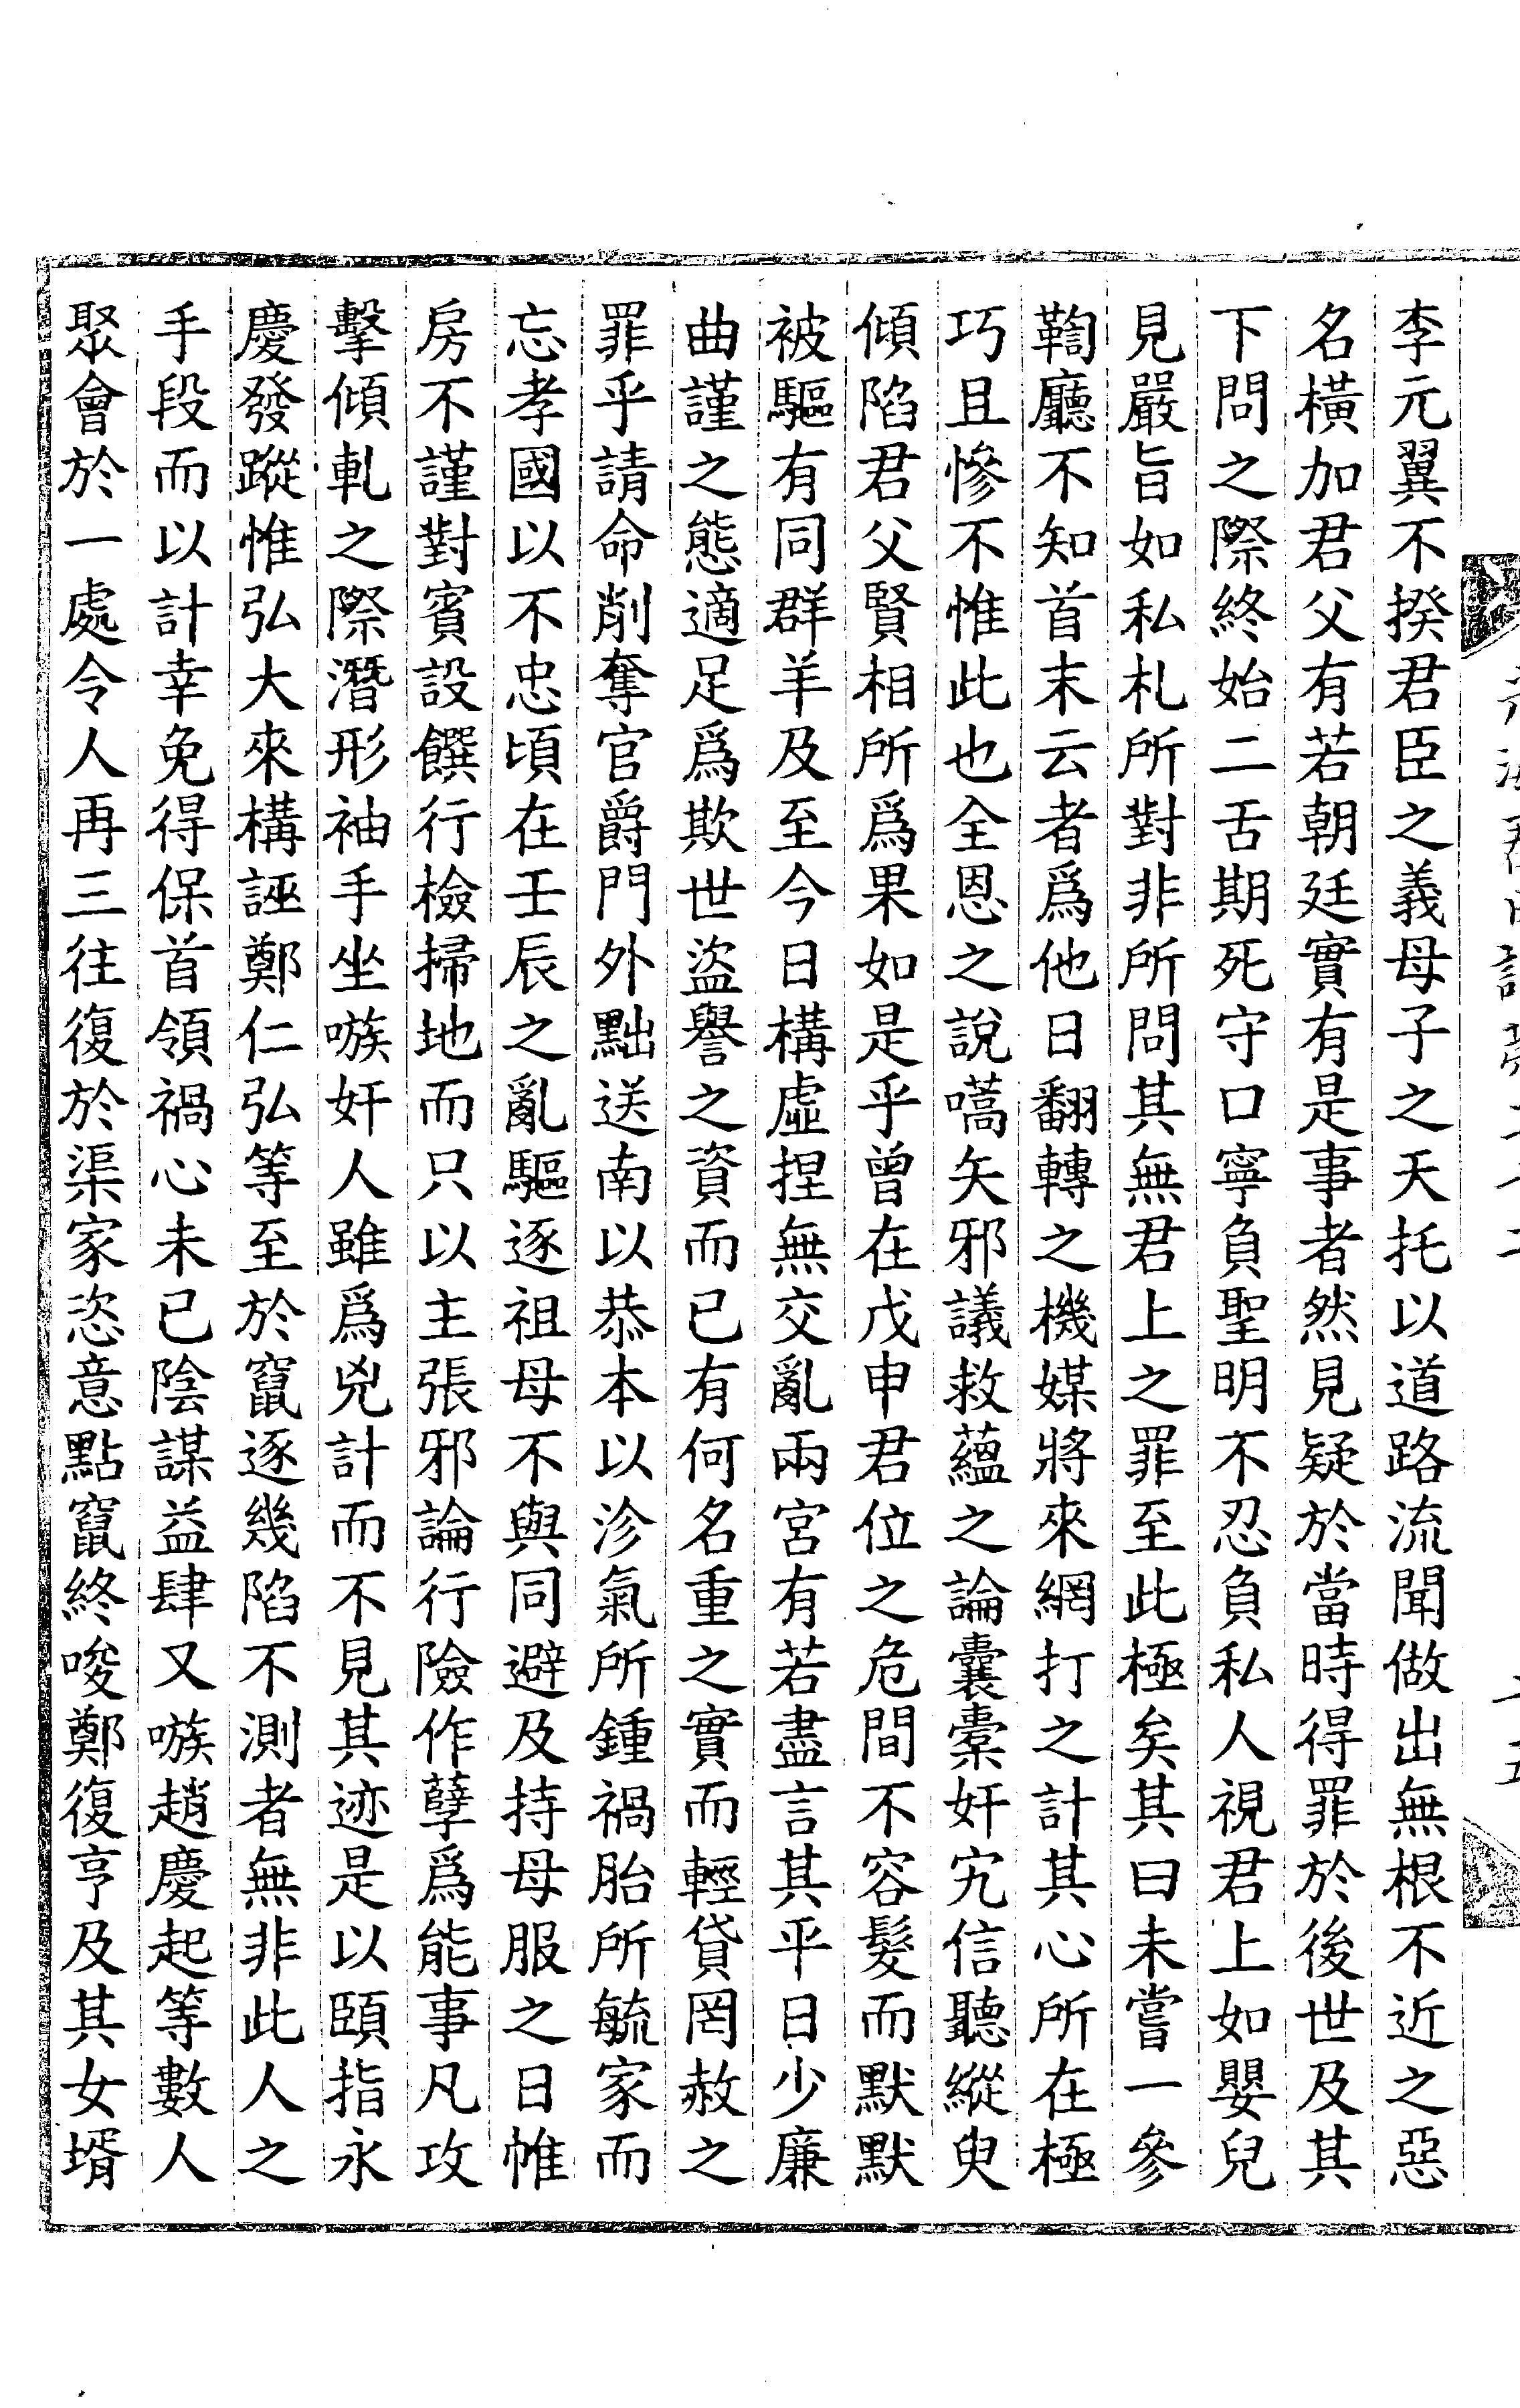 李元翼不揆君臣之義母子之天托以道路流聞做出無根不近之惡
名橫加君父有若朝廷實有是事者然見疑於當時得罪於後世及其
下問之際終始二舌期死守口寧負聖明不忍負私人視君上如嬰兒
見嚴旨如私札所對非所問其無君上之罪至此極矣其曰未嘗一參
鞫廳不知首末云者爲他日翻轉之機媒將來網打之計其心所在極
巧且慘不惟此也全恩之說嚆矢邪議救蘊之論囊橐奸宄信聽縱臾
傾陷君父賢相所爲果如是乎曾在戊申君位之危間不容髮而默默
被驅有同群羊及至今日構虛捏無交亂兩宮有若盡言其平日少廉
曲謹之態適足爲欺世盜譽之資而已有何名重之實而輕貸罔赦之
罪乎請命削奪官爵門外黜送南以恭本以沴氣所鍾禍胎所毓家而
忘孝國以不忠頃在壬辰之亂驅逐祖母不與同避及持母服之日帷
房不謹對賓設饌行檢掃地而只以主張邪論行險作孽爲能事凡攻
擊傾軋之際潛形袖手坐嗾奸人雖爲兇計而不見其迹是以頤指永
慶發蹤惟弘大來構誣鄭仁弘等至於竄逐幾陷不測者無非此人之
手段而以計幸免得保首領禍心未已陰謀益肆又嗾趙慶起等數人
聚會於一處令人再三往復於渠家恣意點竄終唆鄭復亨及其女壻